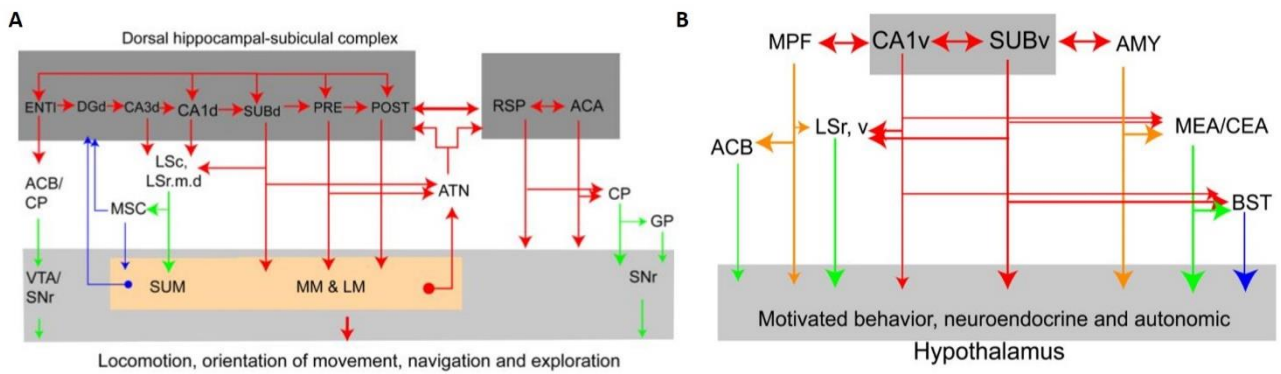 A
Dorsal hippocampal-subiculal complex
ENTl DGd CA3d CA1d SUBd PRE POST
RSP ACA
LSc,
LSr.m.d
ACB/
CP
MSC
ATN
CP
GP
VTA/
SNr
SUM
MM & LM
SNr
Locomotion, orientation of movement, navigation and exploration
B
MPF CA1v SUBv AMY
ACB
LSr, v
MEA/CEA
BST
Motivated behavior, neuroendocrine and autonomic
Hypothalamus